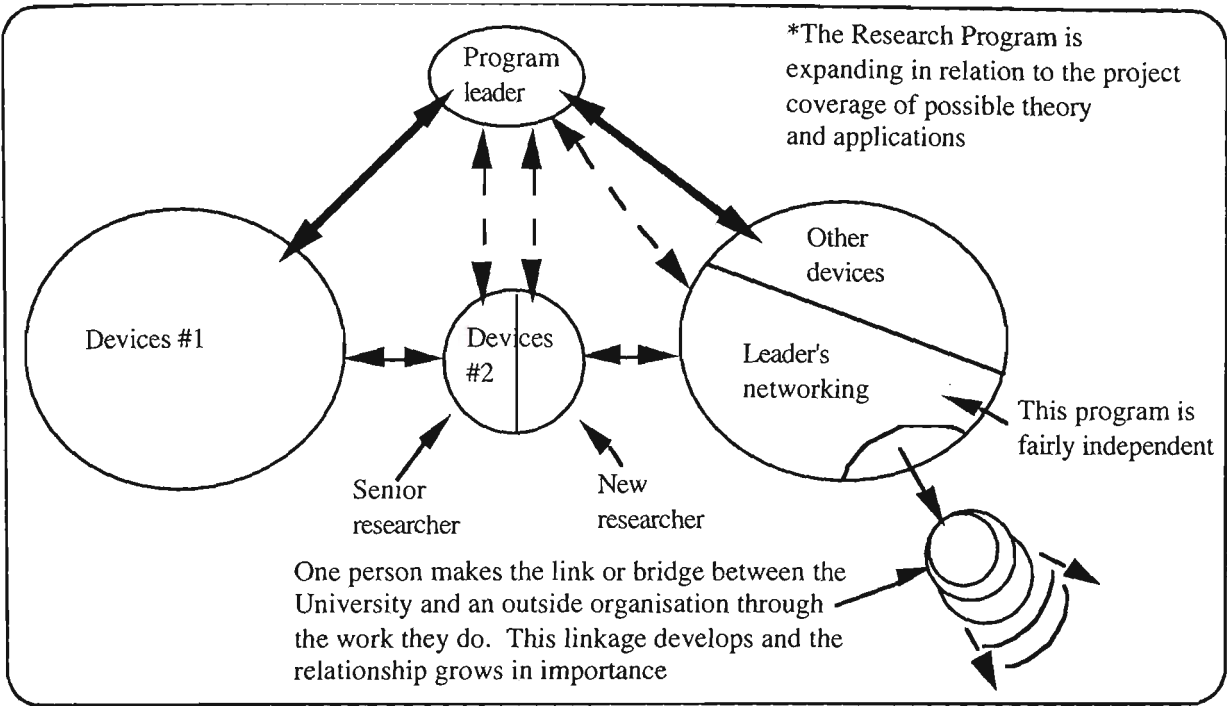 Program
leader
*The Research Program is
expanding in relation to the project
coverage of possible theory
and applications
Other
devices
Devices #1
Devices
#2
Leader's
networking
This program is
fairly independent
Senior
researcher
New
researcher
One person makes the link or bridge between the
University and an outside organisation through
the work they do. This linkage develops and the
relationship grows in importance